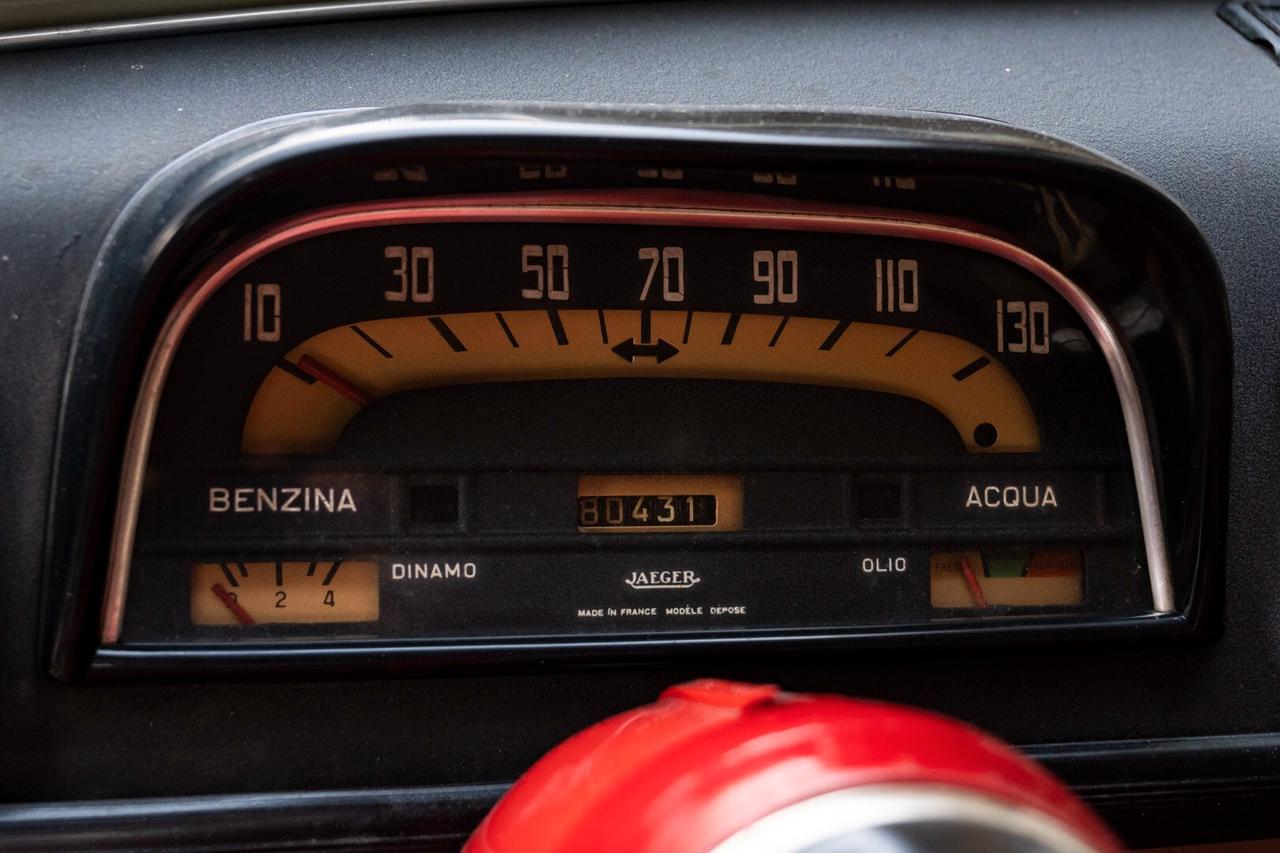 10 30 50 70 90 110 130
BENZINA 80431 ACQUA
DINAMO JAEGER OLIO
2 4
MADE IN FRANCE MODÈLE DEPOSE